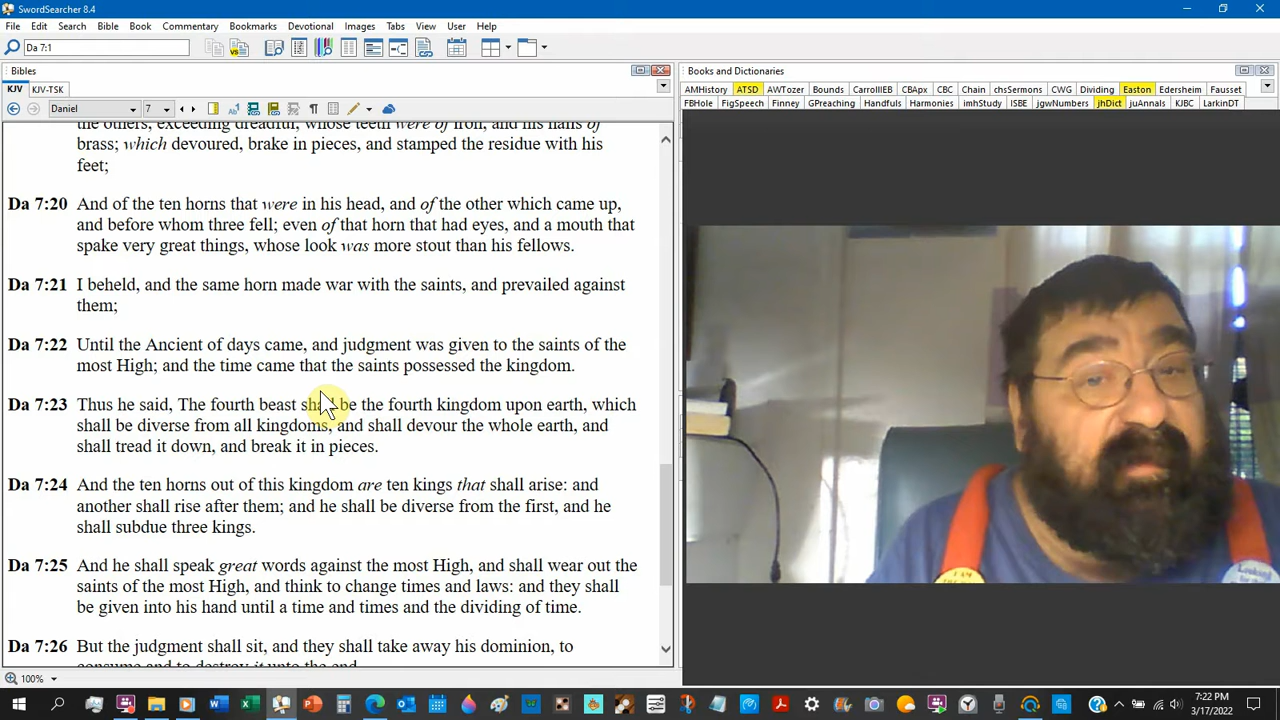 SwordSearcher 8.4
File Edit Search Bible Book Commentary Bookmarks Devotional Images Tabs View User Help
Da 7:1
Bibles
KJV KJV-TSK
Daniel 7
the others, exceeding dreadful, whose teeth were of iron, and his nails of
brass; which devoured, brake in pieces, and stamped the residue with his
feet;
Da 7:20 And of the ten horns that were in his head, and of the other which came up,
and before whom three fell; even of that horn that had eyes, and a mouth that
spake very great things, whose look was more stout than his fellows.
Da 7:21 I beheld, and the same horn made war with the saints, and prevailed against
them;
Da 7:22 Until the Ancient of days came, and judgment was given to the saints of the
most High; and the time came that the saints possessed the kingdom.
Da 7:23 Thus he said, The fourth beast shall be the fourth kingdom upon earth, which
shall be diverse from all kingdoms, and shall devour the whole earth, and
shall tread it down, and break it in pieces.
Da 7:24 And the ten horns out of this kingdom are ten kings that shall arise: and
another shall rise after them; and he shall be diverse from the first, and he
shall subdue three kings.
Da 7:25 And he shall speak great words against the most High, and shall wear out the
saints of the most High, and think to change times and laws: and they shall
be given into his hand until a time and times and the dividing of time.
Da 7:26 But the judgment shall sit, and they shall take away his dominion, to
consume and to destroy it unto the end.
100%
Books and Dictionaries
AMHistory ATSD AWTozer Bounds CarrollIEB CBApx CBC Chain chsSermons CWG Dividing Easton Edersheim Fausset
FBHole FigSpeech Finney GPreaching Handfuls Harmonies imhStudy ISBE jgwNumbers jhDict juAnnals KJBC LarkinDT
7:22 PM
3/17/2022